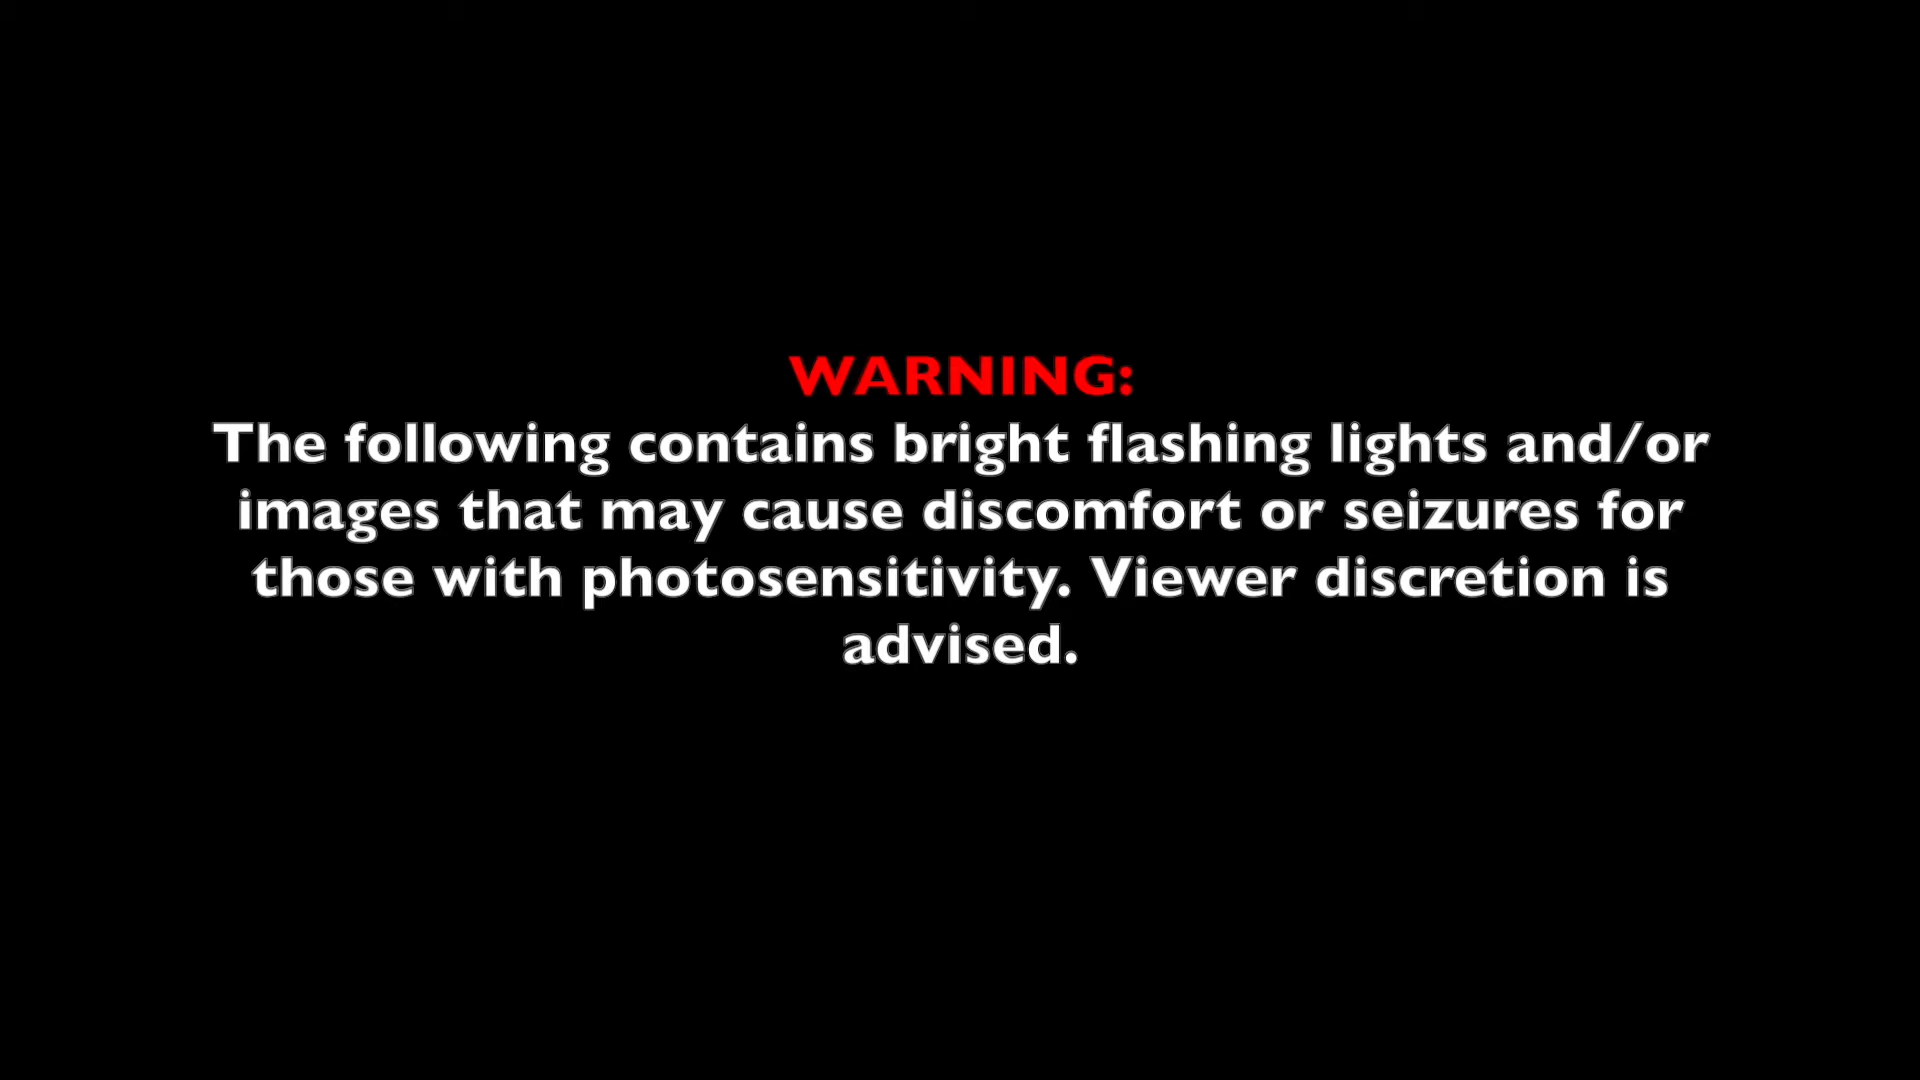 WARNING:
The following contains bright flashing lights and/or
images that may cause discomfort or seizures for
those with photosensitivity. Viewer discretion is
advised.